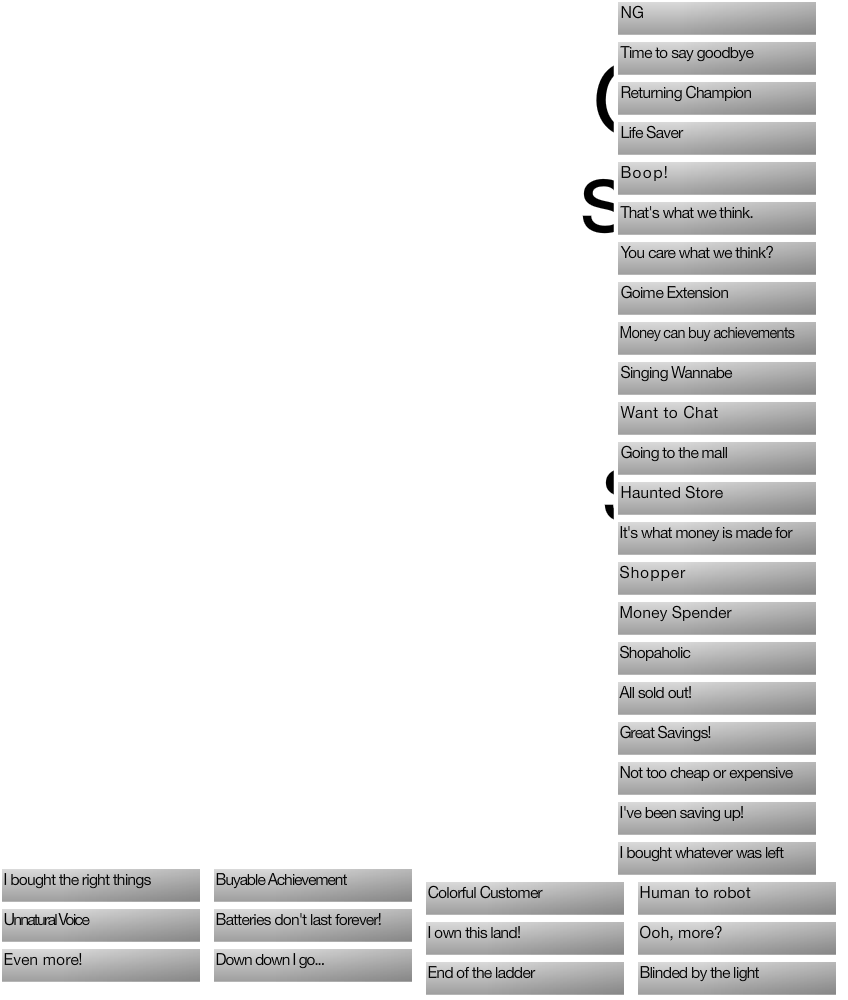 NG
Time to say goodbye
Returning Champion
Life Saver
Boop!
That's what we think.
You care what we think?
Goime Extension
Money can buy achievements
Singing Wannabe
Want to Chat
Going to the mall
Haunted Store
It's what money is made for
Shopper
Money Spender
Shopaholic
All sold out!
Great Savings!
Not too cheap or expensive
I've been saving up!
I bought whatever was left
I bought the right things
Unnatural Voice
Even more!
Buyable Achievement
Batteries don't last forever!
Down down I go...
Colorful Customer
I own this land!
End of the ladder
Human to robot
Ooh, more?
Blinded by the light